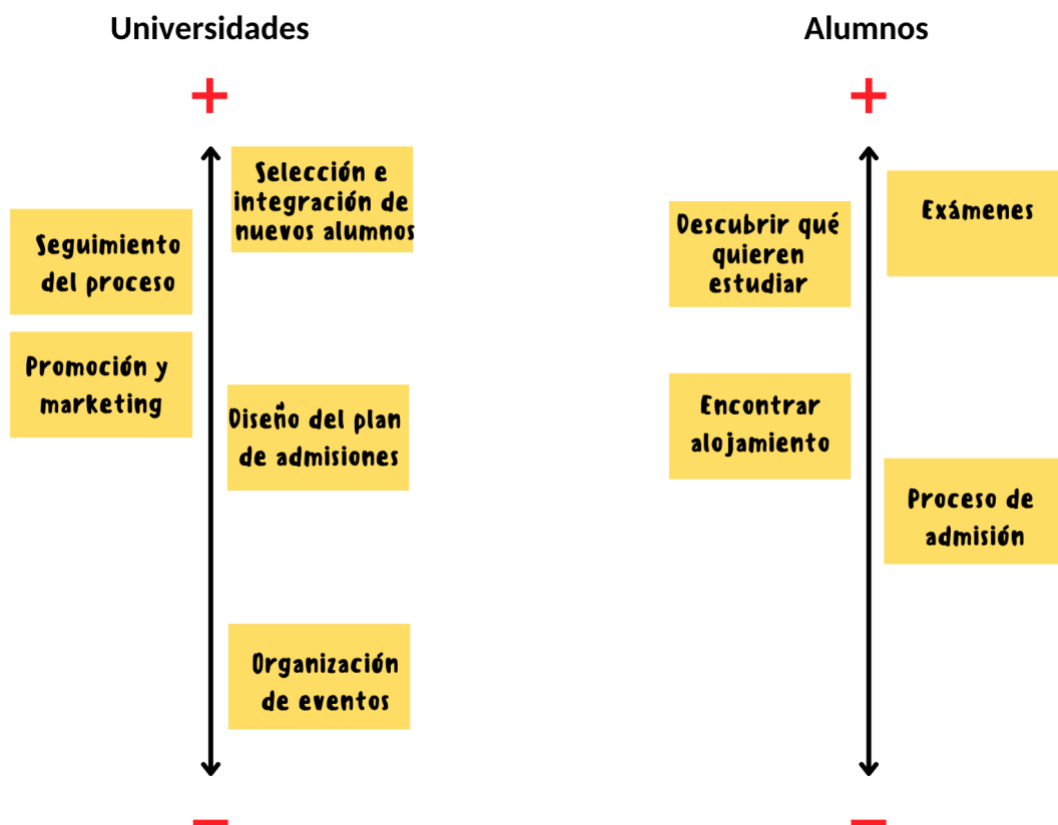 Universidades
+
Selección e
integración de
nuevos alumnos
Seguimiento
del proceso
Promoción y
marketing
Diseño del plan
de admisiones
Organización
de eventos
−
Alumnos
+
Exámenes
Descubrir qué
quieren
estudiar
Encontrar
alojamiento
Proceso de
admisión
−